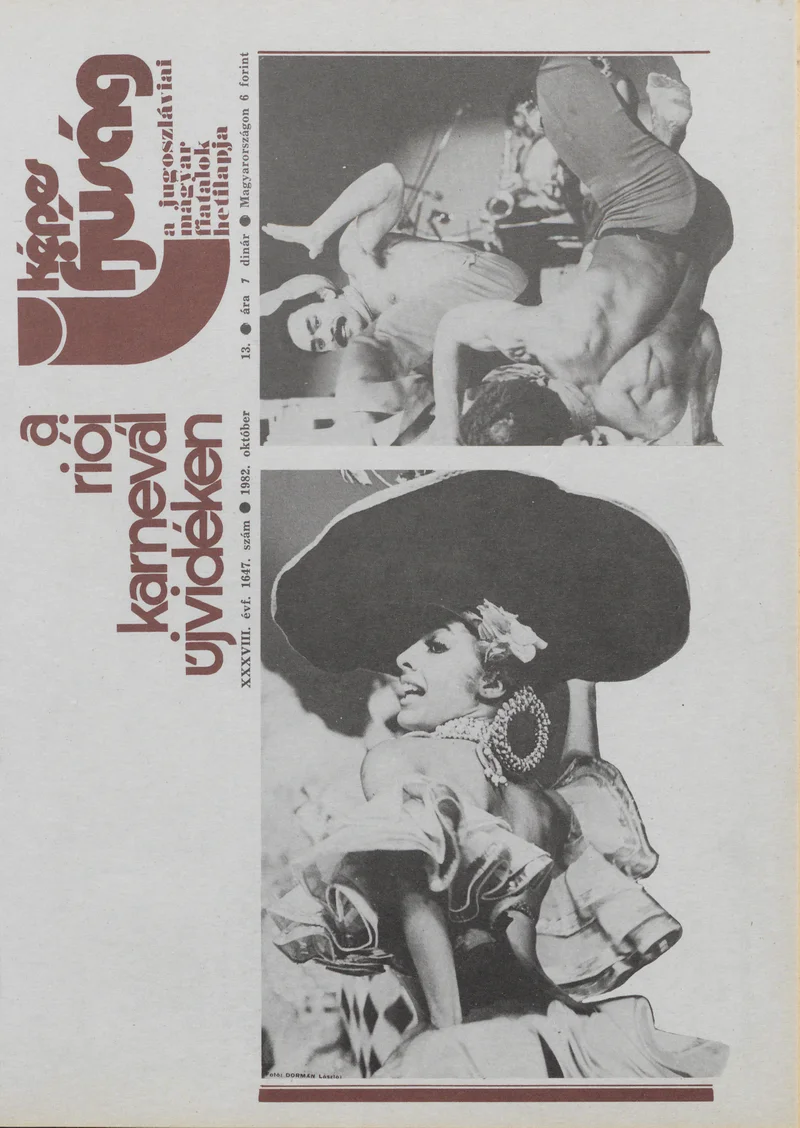 képes
ifjúság
a jugoszláviai
magyar
fiatalok
hetilapja
a
riói
karnevál
újvidéken
XXXVIII. évf. 1647. szám ● 1982. október 13. ● ára 7 dinár ● Magyarországon 6 forint
Fotó: DORMÁN László